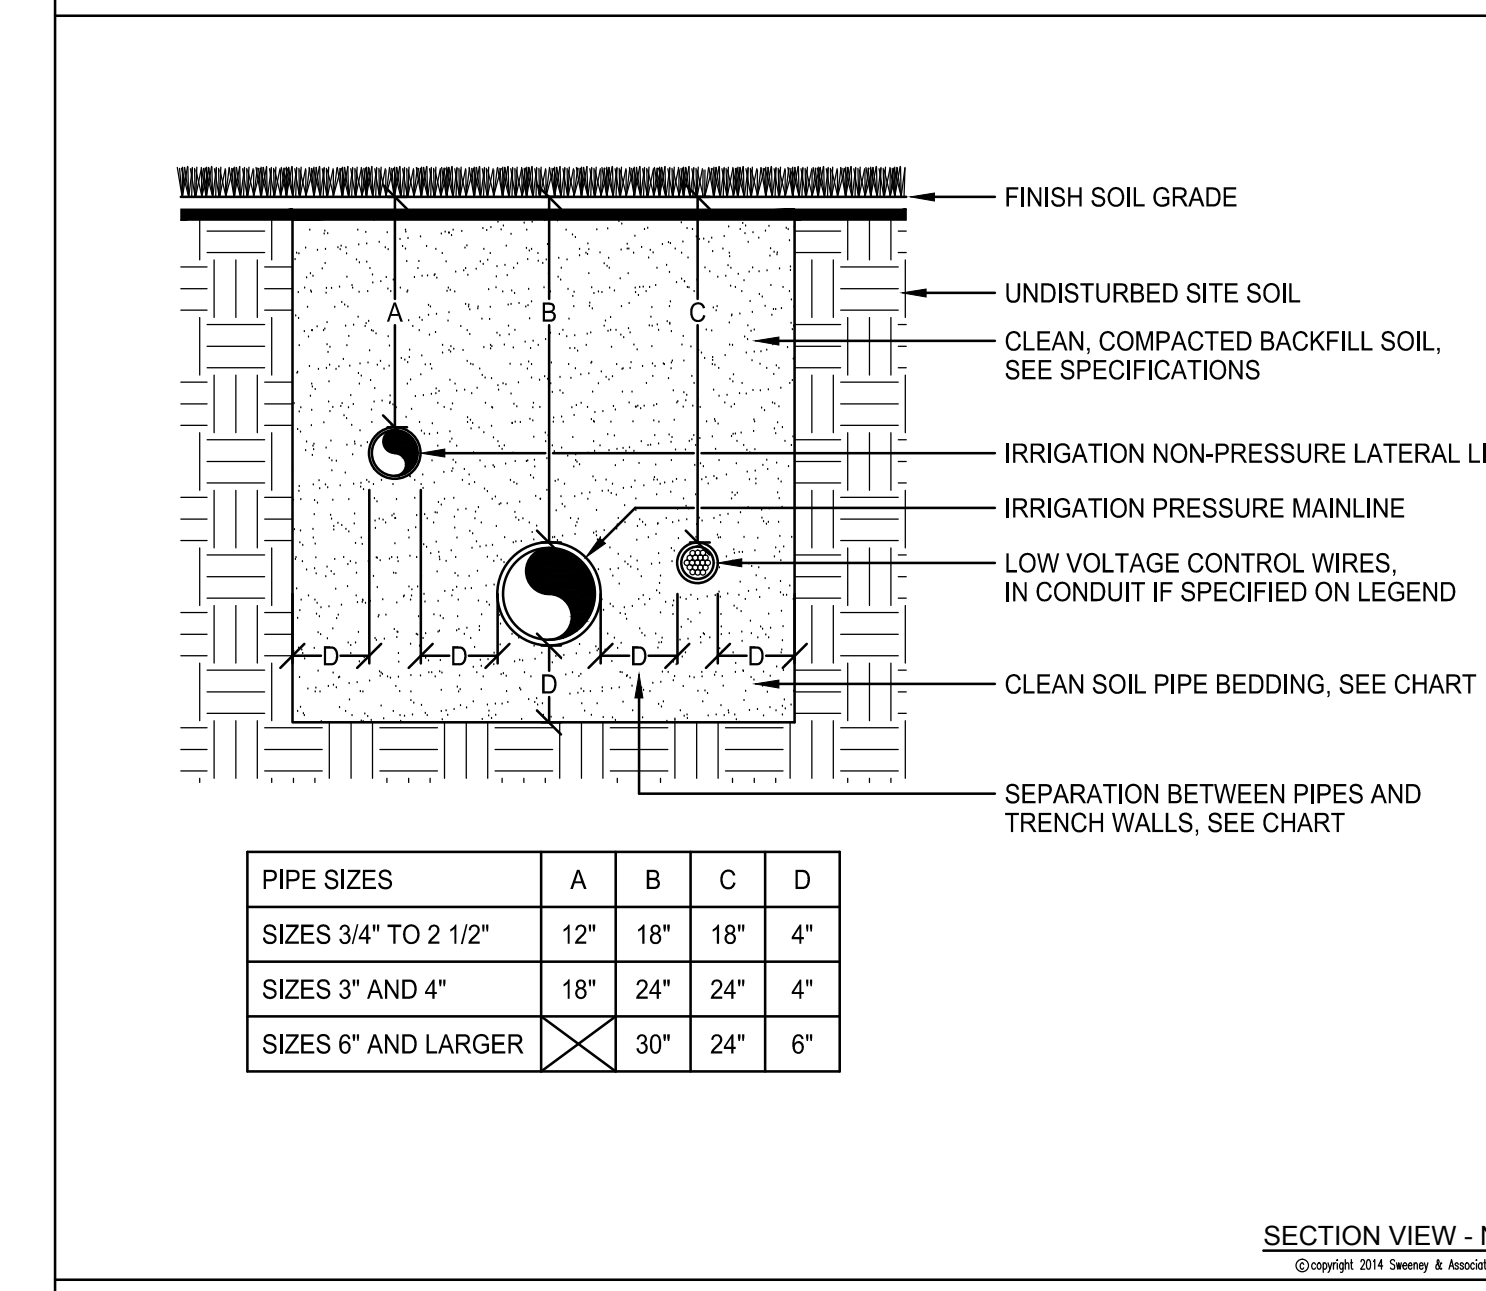 FINISH SOIL GRADE
UNDISTURBED SITE SOIL
CLEAN, COMPACTED BACKFILL SOIL,
SEE SPECIFICATIONS
A B C
IRRIGATION NON-PRESSURE LATERAL
IRRIGATION PRESSURE MAINLINE
LOW VOLTAGE CONTROL WIRES,
IN CONDUIT IF SPECIFIED ON LEGEND
D D D D
D
CLEAN SOIL PIPE BEDDING, SEE CHART
SEPARATION BETWEEN PIPES AND
TRENCH WALLS, SEE CHART
PIPE SIZES A B C D
SIZES 3/4" TO 2 1/2" 12" 18" 18" 4"
SIZES 3" AND 4" 18" 24" 24" 4"
SIZES 6" AND LARGER 30" 24" 6"
SECTION VIEW -
© copyright 2014 Sweeney &